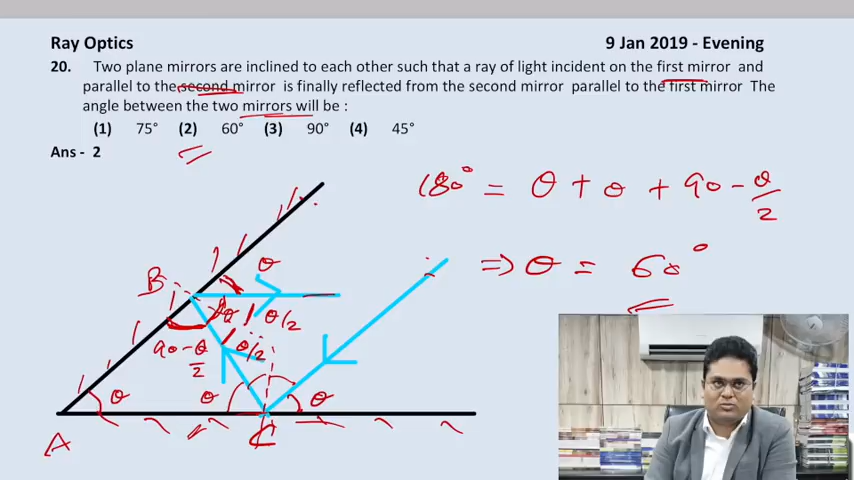 Ray Optics
9 Jan 2019 - Evening
20. Two plane mirrors are inclined to each other such that a ray of light incident on the first mirror and
parallel to the second mirror is finally reflected from the second mirror parallel to the first mirror The
angle between the two mirrors will be :
(1) 75° (2) 60° (3) 90° (4) 45°
Ans - 2
180° = θ + θ + 90 - θ/2
⇒ θ = 60°
B
θ
θ/2
90 - θ/2
θ/2
θ
θ
θ
A
C